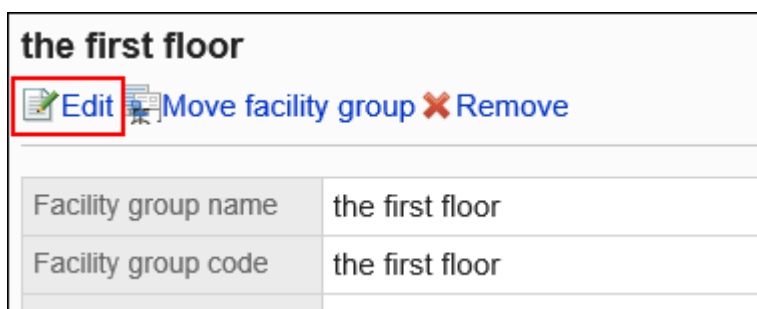 the first floor
Edit Move facility group Remove
Facility group name the first floor
Facility group code the first floor